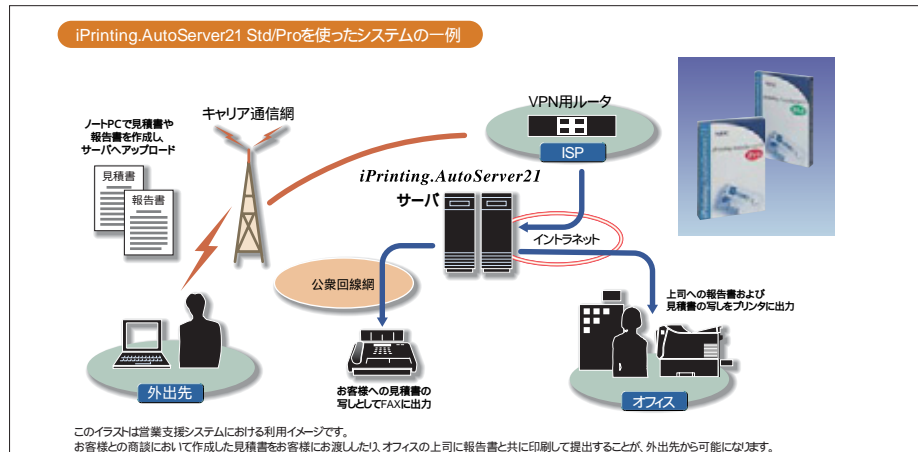 iPrinting.AutoServer21 Std/Proを使ったシステムの一例
ノートPCで見積書や
報告書を作成し、
サーバへアップロード
見積書
報告書
キャリア通信網
VPN用ルータ
ISP
iPrinting.AutoServer21
サーバ
イントラネット
公衆回線網
上司への報告書および
見積書の写しをプリンタに出力
外出先
お客様への見積書の
写しとしてFAXに出力
オフィス
このイラストは営業支援システムにおける利用イメージです。
お客様との商談において作成した見積書をお客様にお渡ししたり、オフィスの上司に報告書と共に印刷して提出することが、外出先から可能になります。